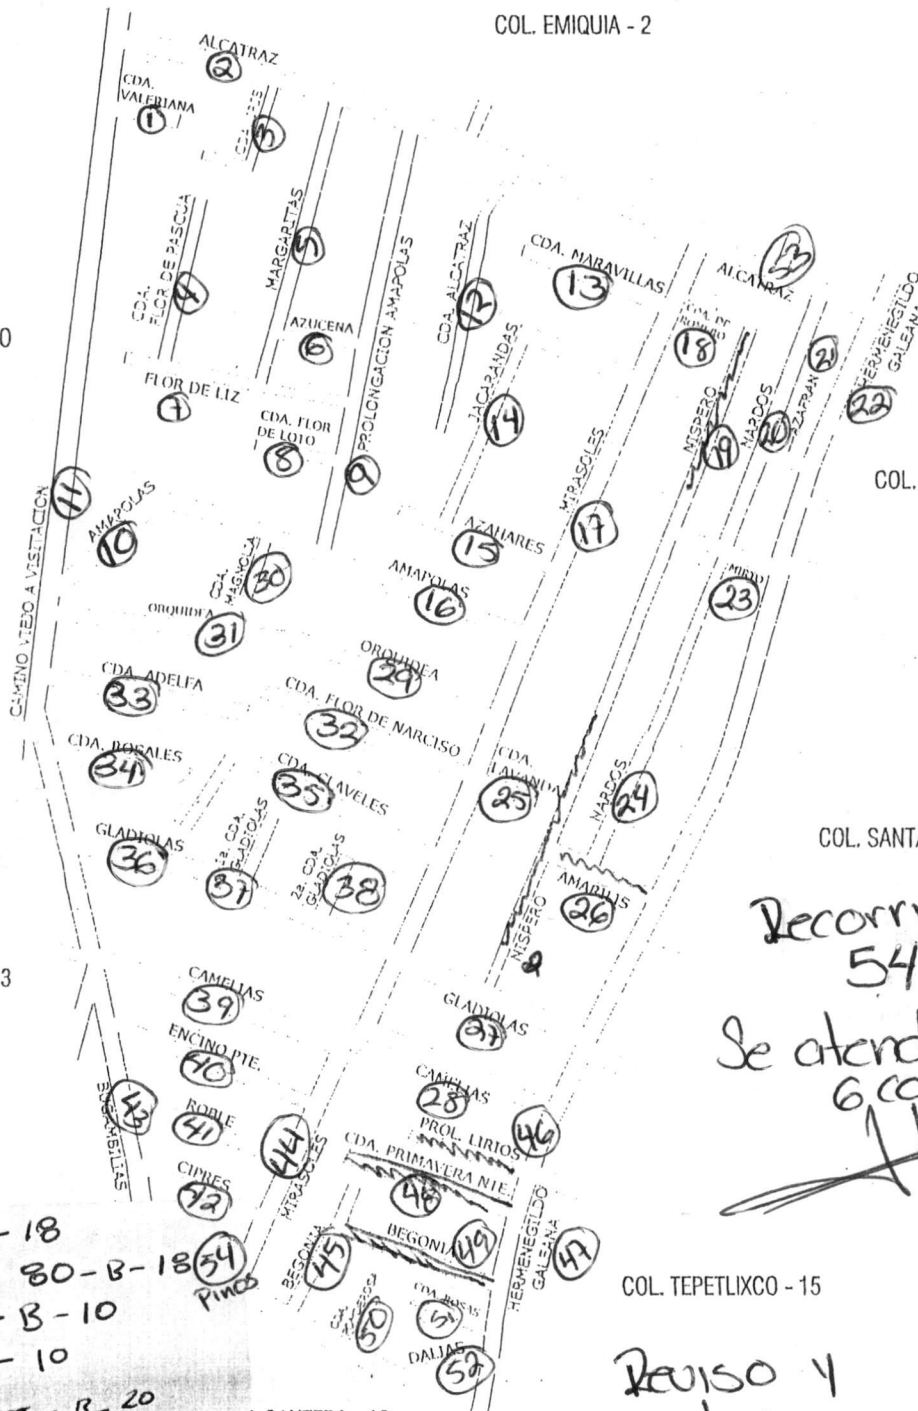 COL. EMIQUIA - 2
ALCATRAZ
2
CDA.
VALERIANA
1
3
CDA.
FLOR DE PASCUA
4
MARGARITAS
5
AZUCENA
6
FLOR DE LIZ
7
CDA. FLOR
DE LOTO
8
PROLONGACION AMAPOLAS
9
AMAPOLAS
10
CAMINO VIEJO A VISITACION
11
CDA. ALCATRAZ
12
CDA. MARAVILLAS
13
JACARANDAS
14
AZAHARES
15
AMAPOLAS
16
MIRASOLES
17
ALCATRAZ
53
18
NISPERO
19
NARDOS
20
21
HERMENEGILDO
GALEANA
22
COL.
0
23
CDA.
MAGNOLIA
30
ORQUIDEA
31
ORQUIDEA
29
CDA. ADELFA
33
CDA. FLOR DE NARCISO
32
CDA. ROSALES
34
CDA. CLAVELES
35
CDA.
LAVANDA
25
NARDOS
24
GLADIOLAS
36
GLADIOLAS
37
2a. CDA.
GLADIOLAS
38
AMARILIS
26
NISPERO
COL. SANTA
54
Se
6
3
CAMELIAS
39
GLADIOLAS
27
ENCINO PTE.
40
CAMELIAS
28
ROBLE
41
PROL. LIRIOS
46
CIPRES
42
43
44
MIRASOLES
CDA. PRIMAVERA NTE.
48
BEGONIA
49
BEGONIA
45
HERMENEGILDO
GALEANA
47
- 18
80 - B - 18
54
Pinos
- B - 10
- 10
B - 20
50
51
DALIAS
52
COL. TEPETLIXCO - 15
Reviso y